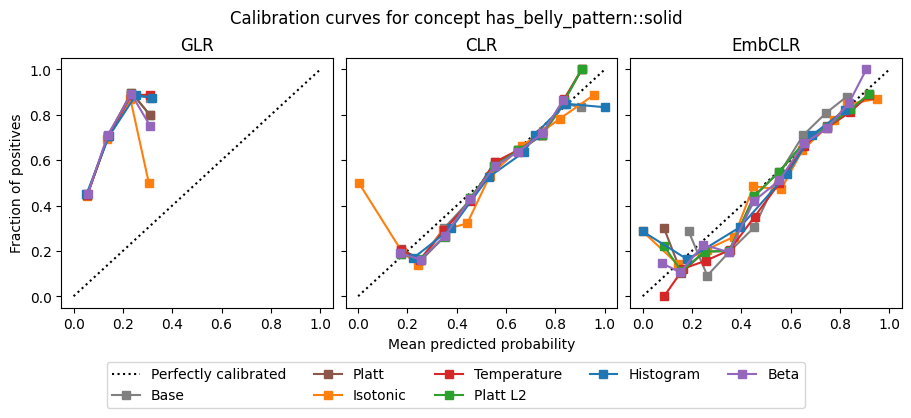 Calibration curves for concept has_belly_pattern::solid
GLR
CLR
EmbCLR
Fraction of positives
1.0
0.8
0.6
0.4
0.2
0.0
0.0 0.2 0.4 0.6 0.8 1.0
0.0 0.2 0.4 0.6 0.8 1.0
0.0 0.2 0.4 0.6 0.8 1.0
Mean predicted probability
Perfectly calibrated Platt Temperature Histogram Beta
Base Isotonic Platt L2